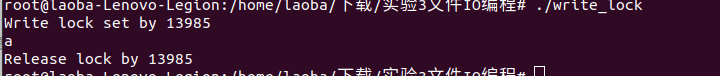 root@laoba-Lenovo-Legion:/home/laoba/下载/实验3文件IO编程# ./write_lock
Write lock set by 13985
a
Release lock by 13985
root@laoba-Lenovo-Legion:/home/laoba/下载/实验3文件IO编程#